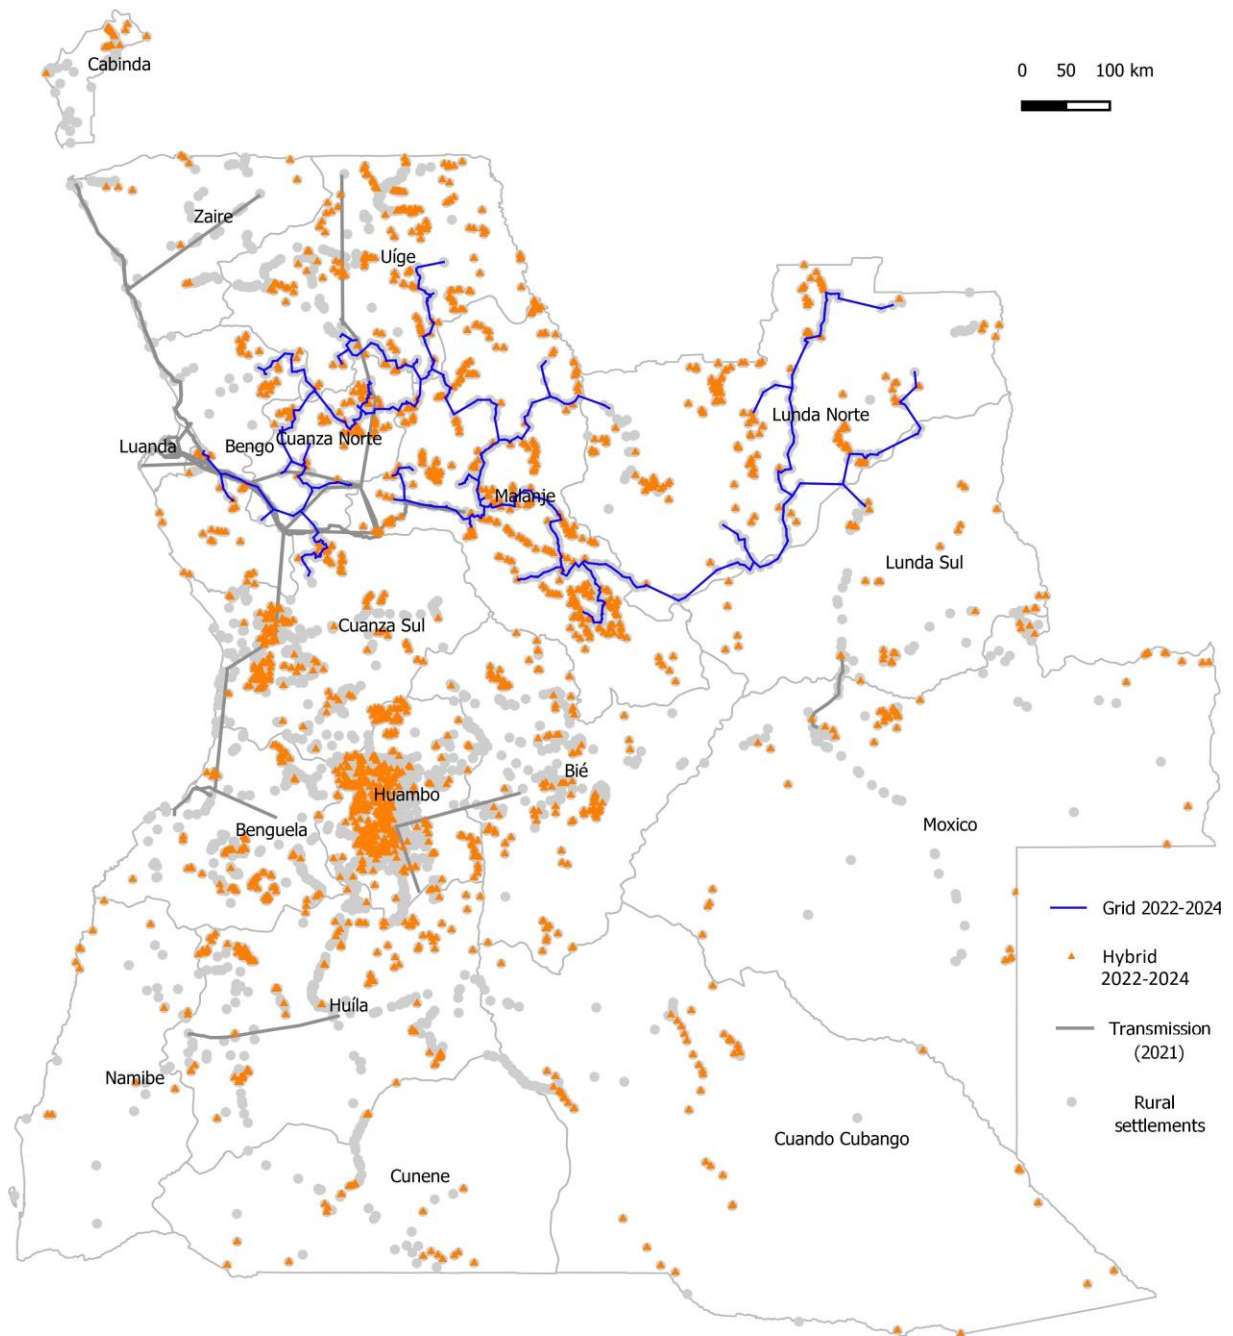 Cabinda
0 50 100 km
Zaire
Uíge
Luanda
Bengo
Cuanza Norte
Lunda Norte
Malanje
Lunda Sul
Cuanza Sul
Bié
Huambo
Benguela
Moxico
Grid 2022-2024
Hybrid
2022-2024
Huíla
Transmission
(2021)
Namibe
Rural
settlements
Cuando Cubango
Cunene